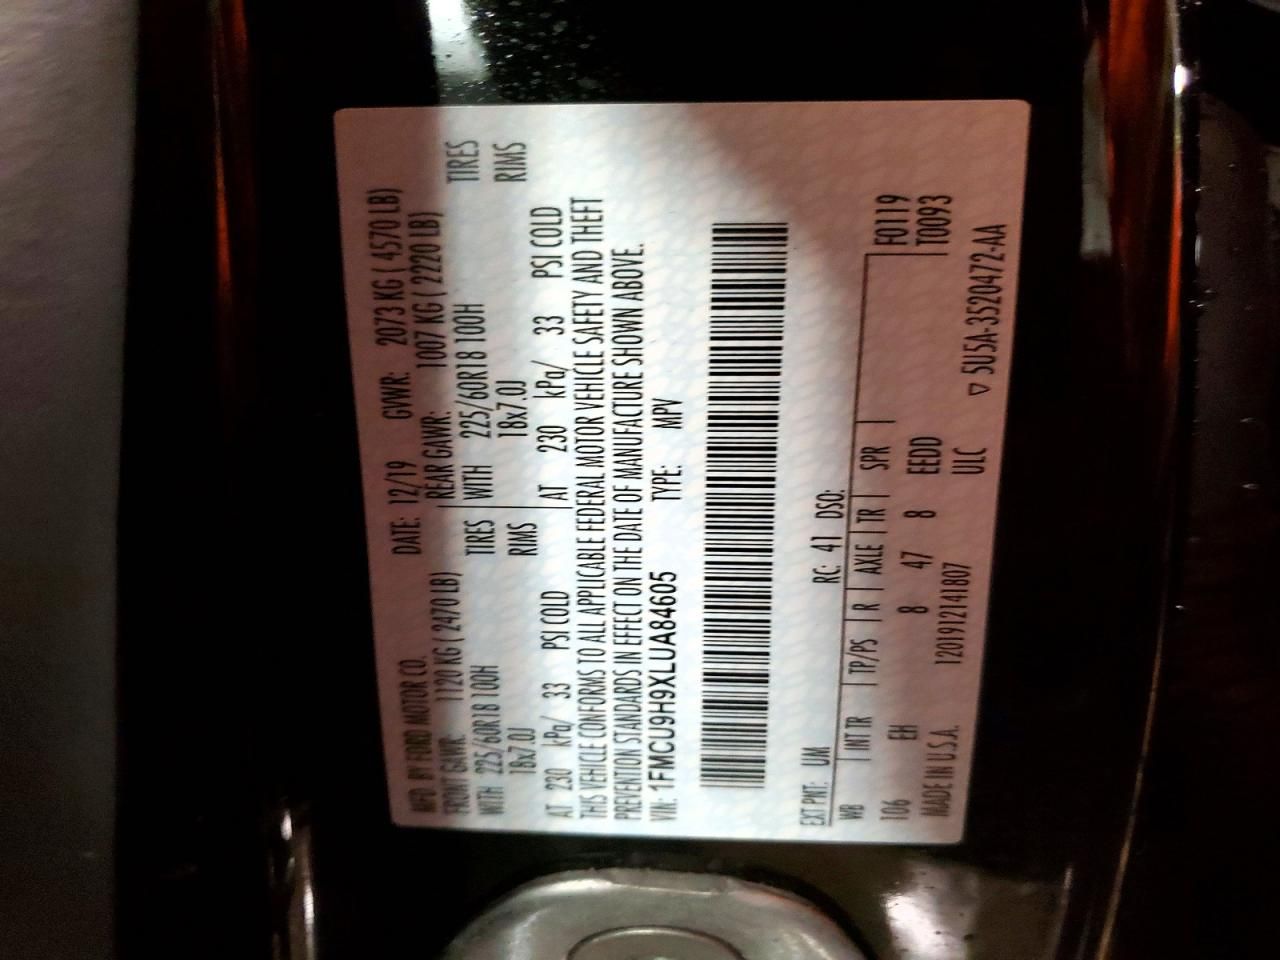 MFD. BY FORD MOTOR CO. DATE: 12/19 GVWR: 2073 KG ( 4570 LB)
FRONT GAWR: 1120 KG ( 2470 LB) REAR GAWR: 1007 KG ( 2220 LB)
WITH 225/60R18 100H TIRES WITH 225/60R18 100H TIRES
18x7.0J RIMS 18x7.0J RIMS
AT 230 kPa/ 33 PSI COLD AT 230 kPa/ 33 PSI COLD
THIS VEHICLE CONFORMS TO ALL APPLICABLE FEDERAL MOTOR VEHICLE SAFETY AND THEFT
PREVENTION STANDARDS IN EFFECT ON THE DATE OF MANUFACTURE SHOWN ABOVE.
VIN: 1FMCU9H9XLUA84605 TYPE: MPV
EXT PNT: UM RC: 41 DSO: F0119
WB INT TR TP/PS R AXLE TR SPR T0093
106 EH 8 47 8 EEDD
MADE IN U.S.A. 1201912141807 ULC ▽ 5U5A-3520472-AA